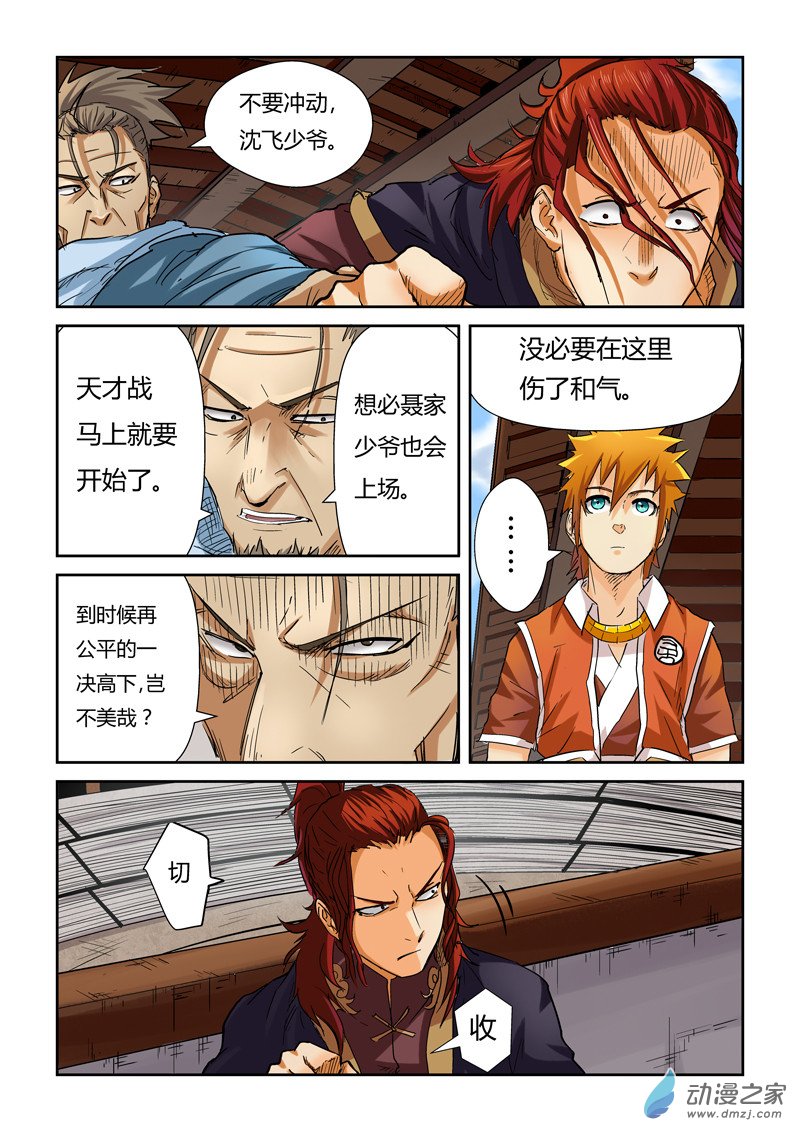 不要冲动，
沈飞少爷。
天才战
马上就要
开始了。
想必聂家
少爷也会
上场。
没必要在这里
伤了和气。
……
到时候再
公平的一
决高下，岂
不美哉？
切
收
动漫之家
www.dmzj.com